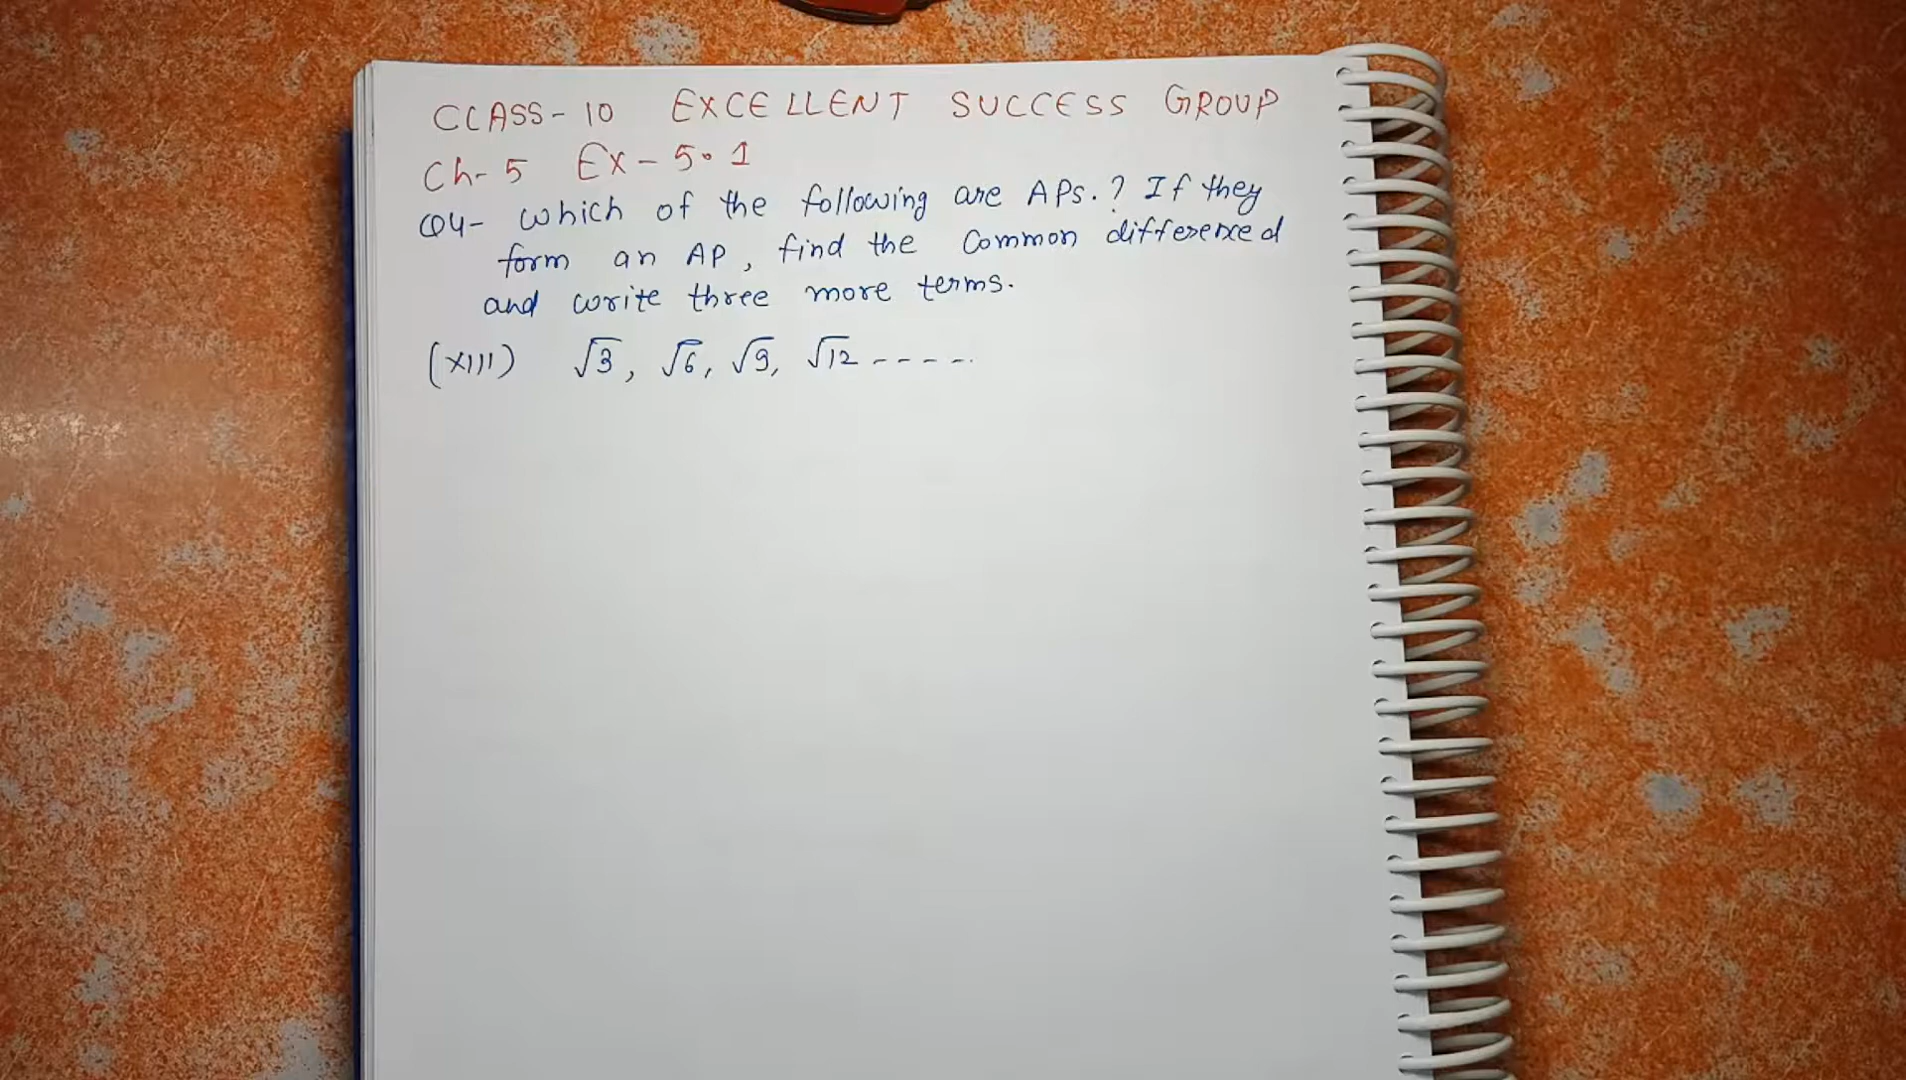 CLASS-10 EXCELLENT SUCCESS GROUP
Ch-5 Ex-5.1
Q4- which of the following are APs.? If they
form an AP, find the Common differenced
and write three more terms.
(XIII) √3, √6, √9, √12 -----.